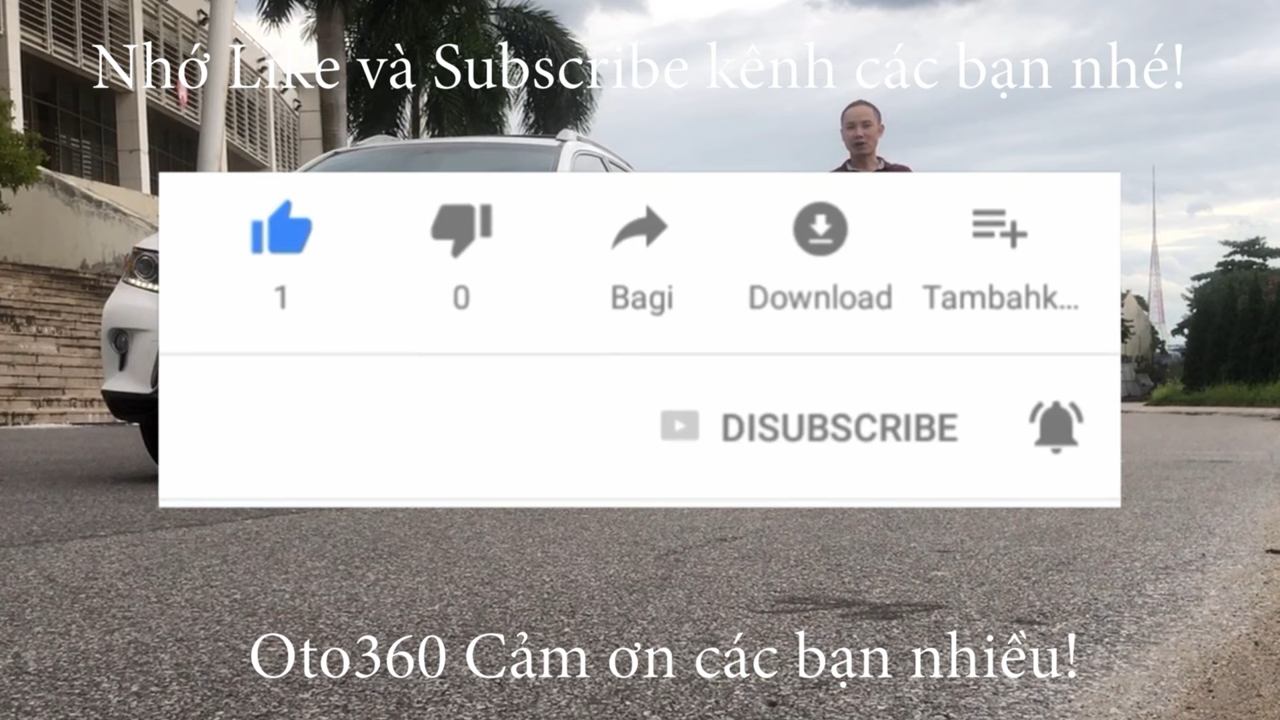 Nhớ Like và Subscribe kênh các bạn nhé!
1 0 Bagi Download Tambahk...
DISUBSCRIBE
Oto360 Cảm ơn các bạn nhiều!